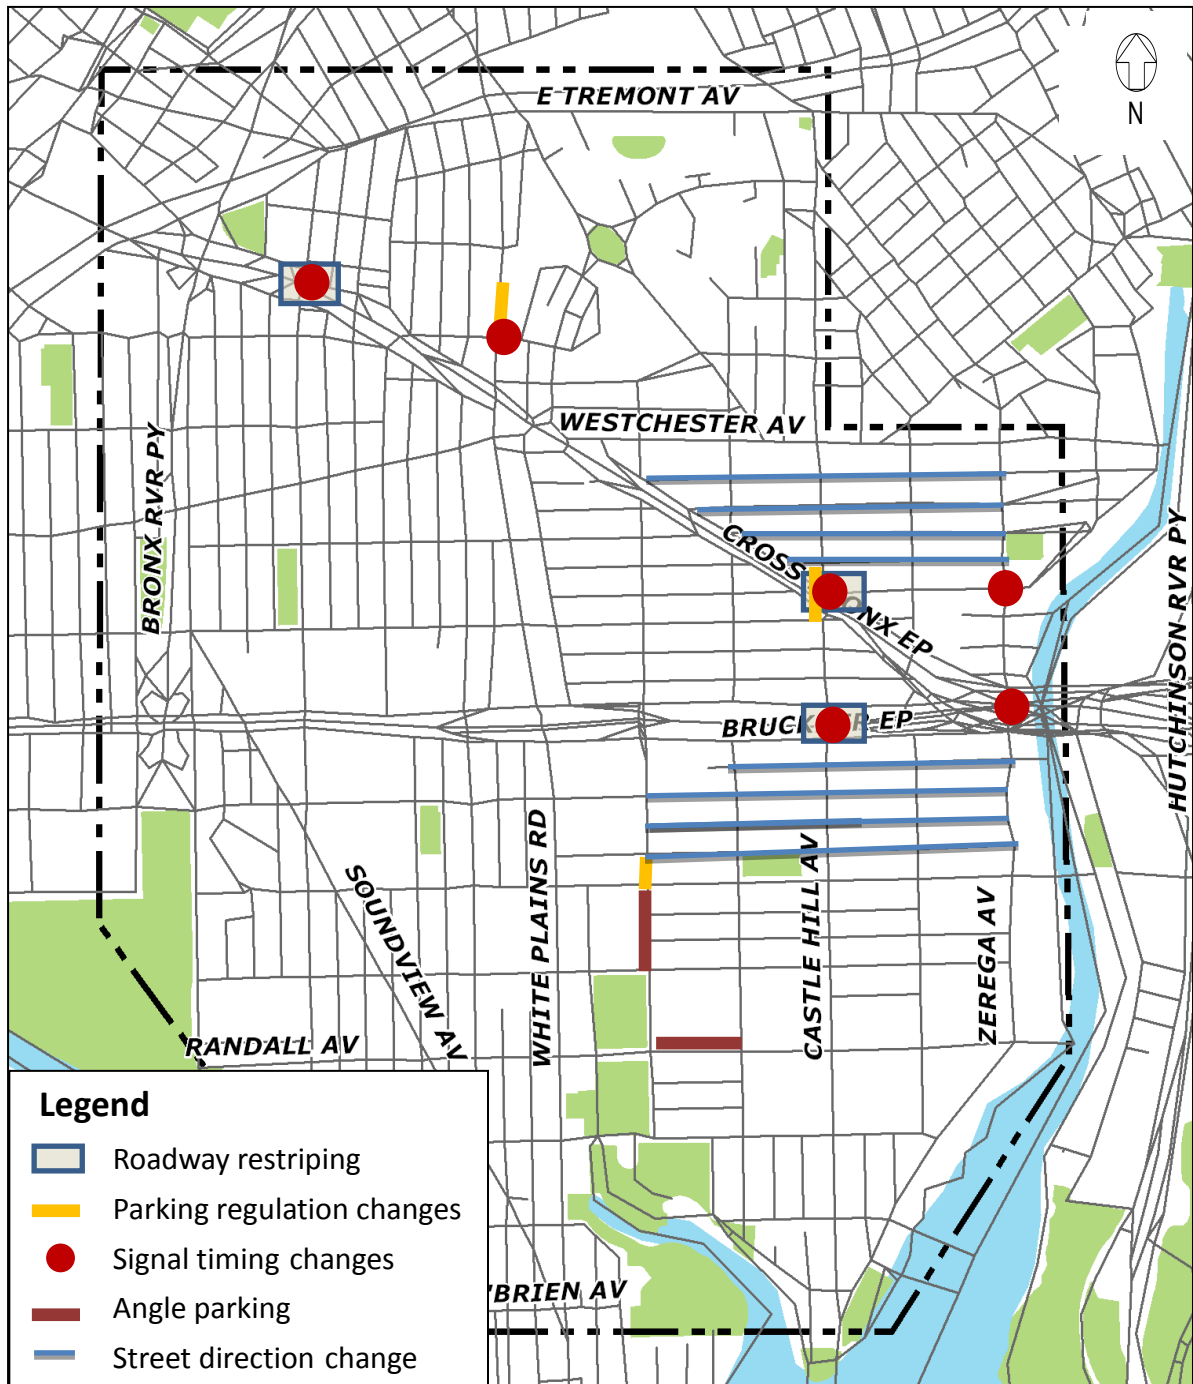 N
E TREMONT AV
WESTCHESTER AV
BRONX RVR PY
CROSS
ONX EP
HUTCHINSON RVR PY
BRUCK
R EP
WHITE PLAINS RD
CASTLE HILL AV
SOUNDVIEW AV
ZEREGA AV
RANDALL AV
'BRIEN AV
Legend
Roadway restriping
Parking regulation changes
Signal timing changes
Angle parking
Street direction change